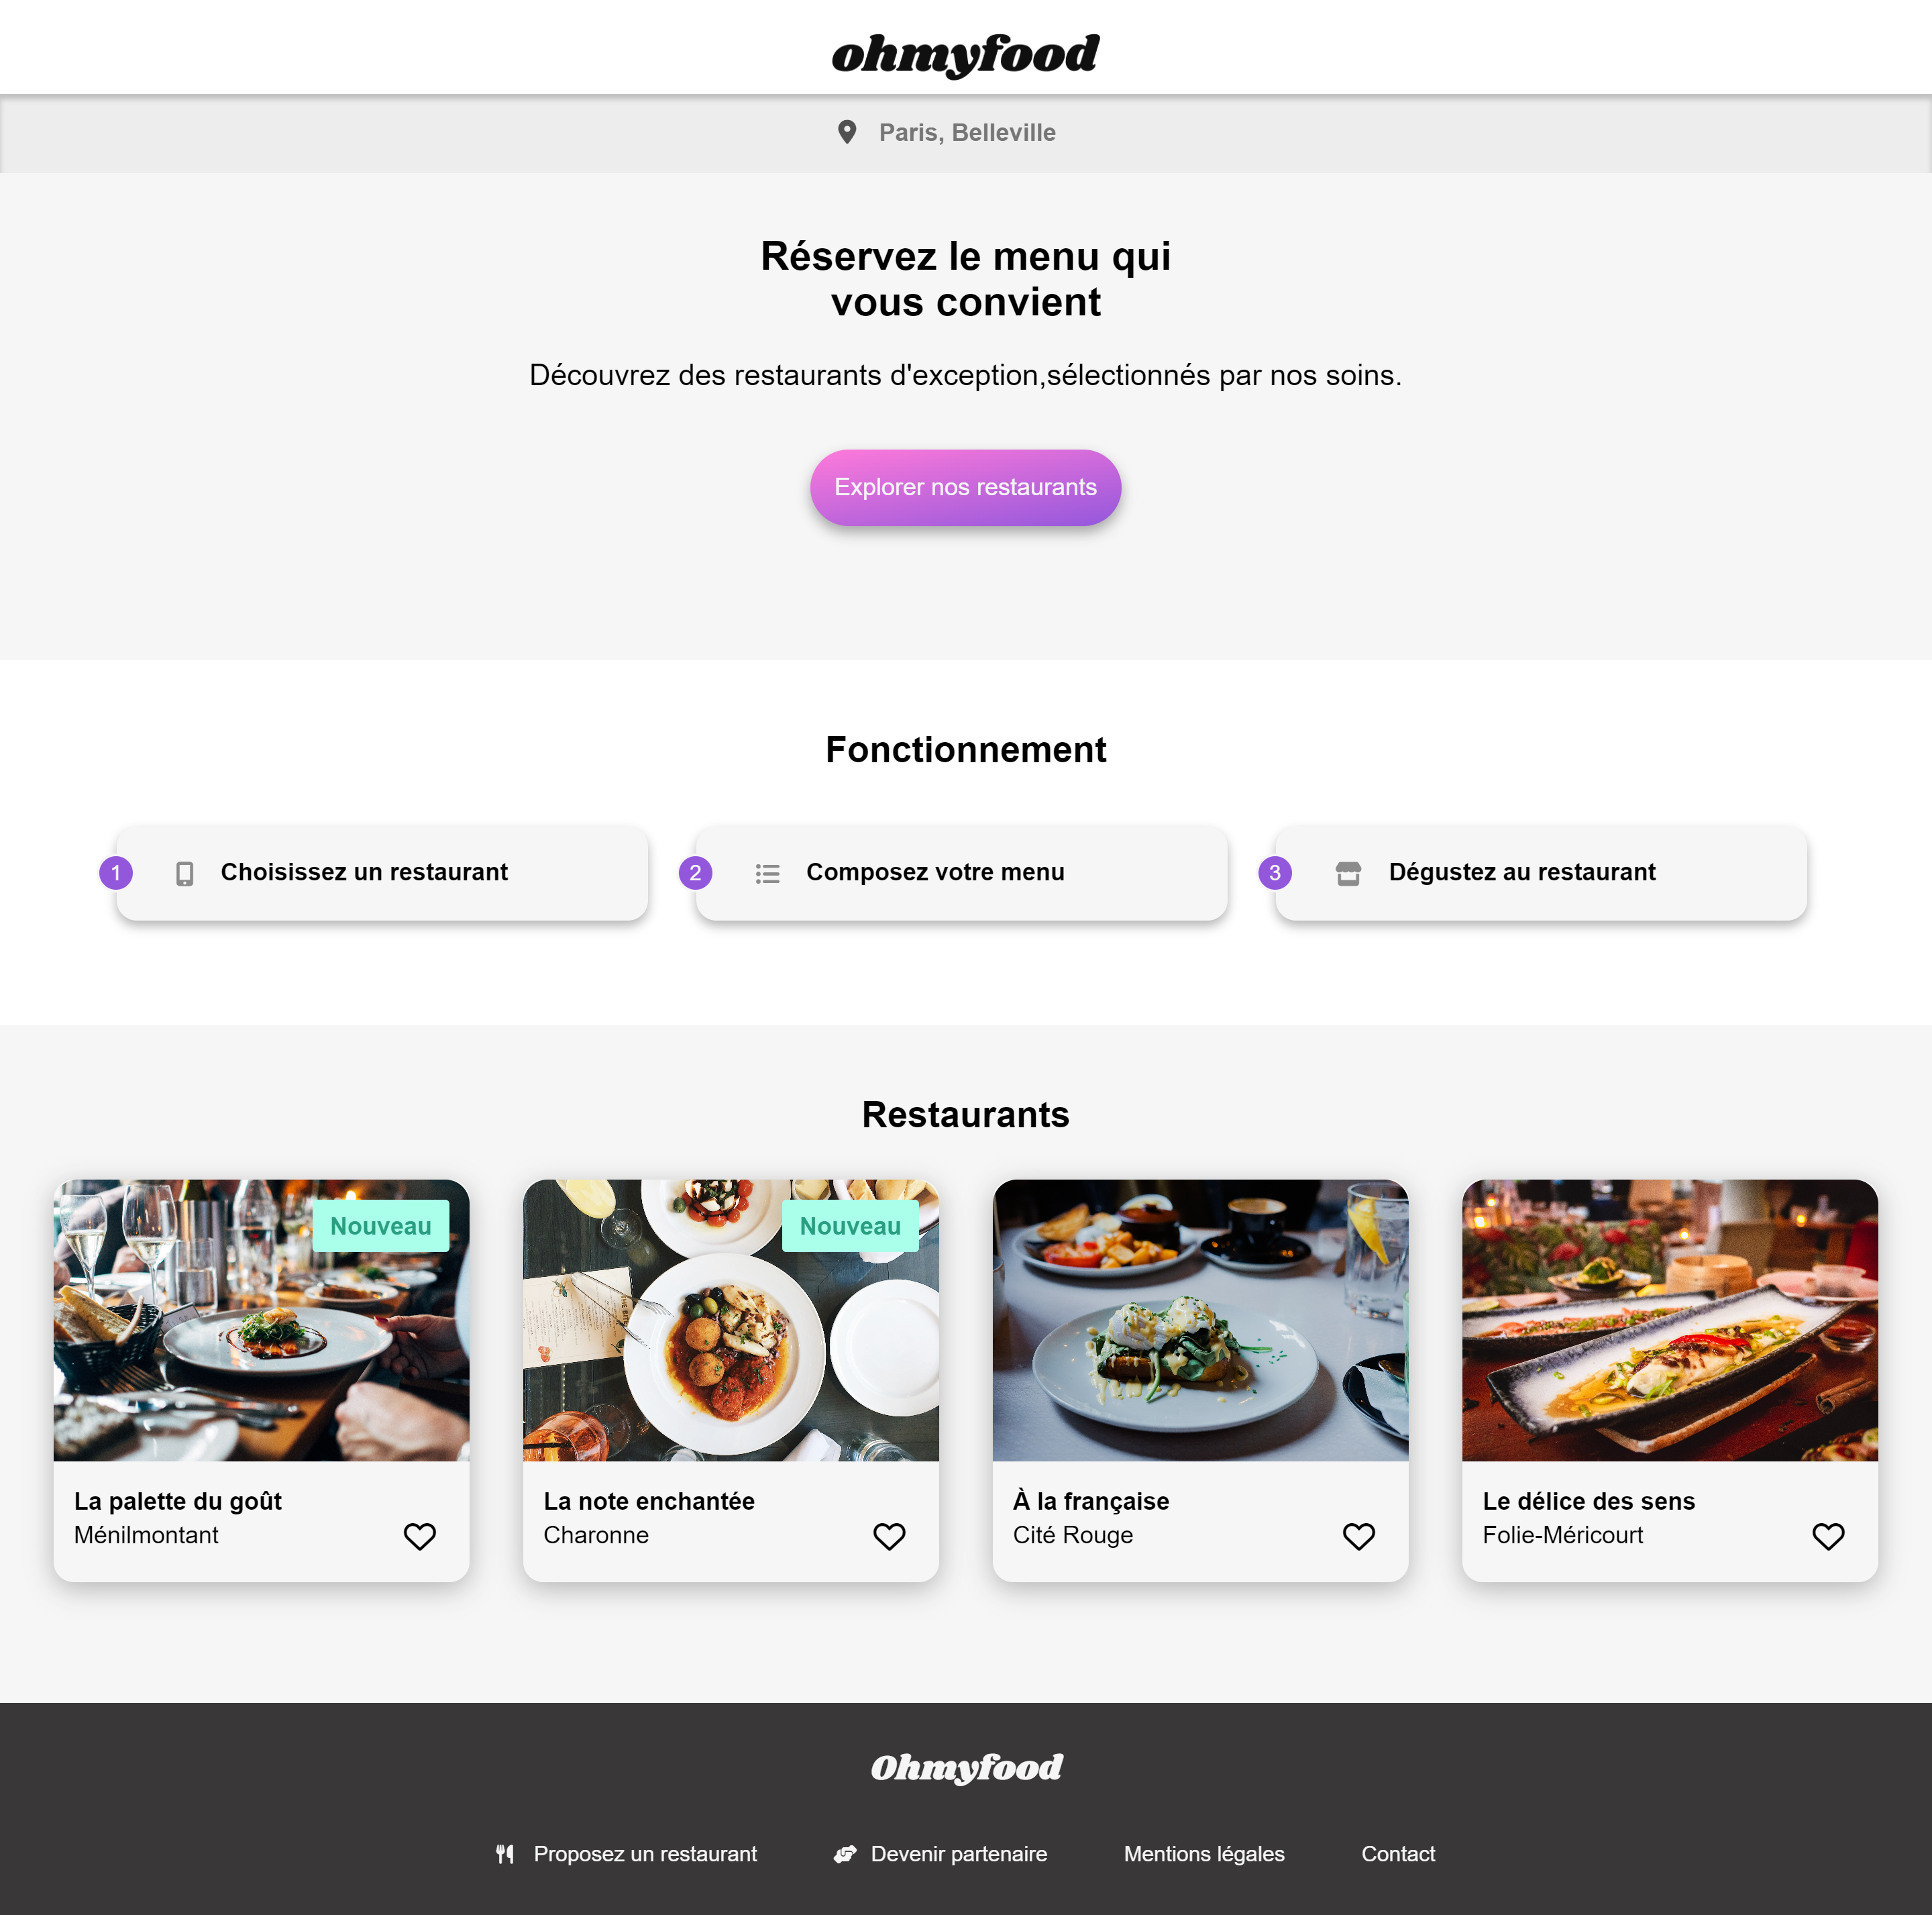 ohmyfood
Paris, Belleville
Réservez le menu qui
vous convient
Découvrez des restaurants d'exception,sélectionnés par nos soins.
Explorer nos restaurants
Fonctionnement
1 Choisissez un restaurant
2 Composez votre menu
3 Dégustez au restaurant
Restaurants
Nouveau
Nouveau
La palette du goût
Ménilmontant
La note enchantée
Charonne
À la française
Cité Rouge
Le délice des sens
Folie-Méricourt
Ohmyfood
Proposez un restaurant
Devenir partenaire
Mentions légales
Contact